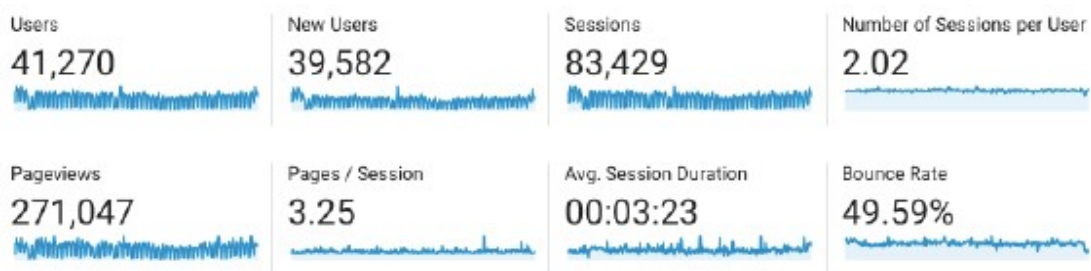 Users
41,270
New Users
39,582
Sessions
83,429
Number of Sessions per User
2.02
Pageviews
271,047
Pages / Session
3.25
Avg. Session Duration
00:03:23
Bounce Rate
49.59%